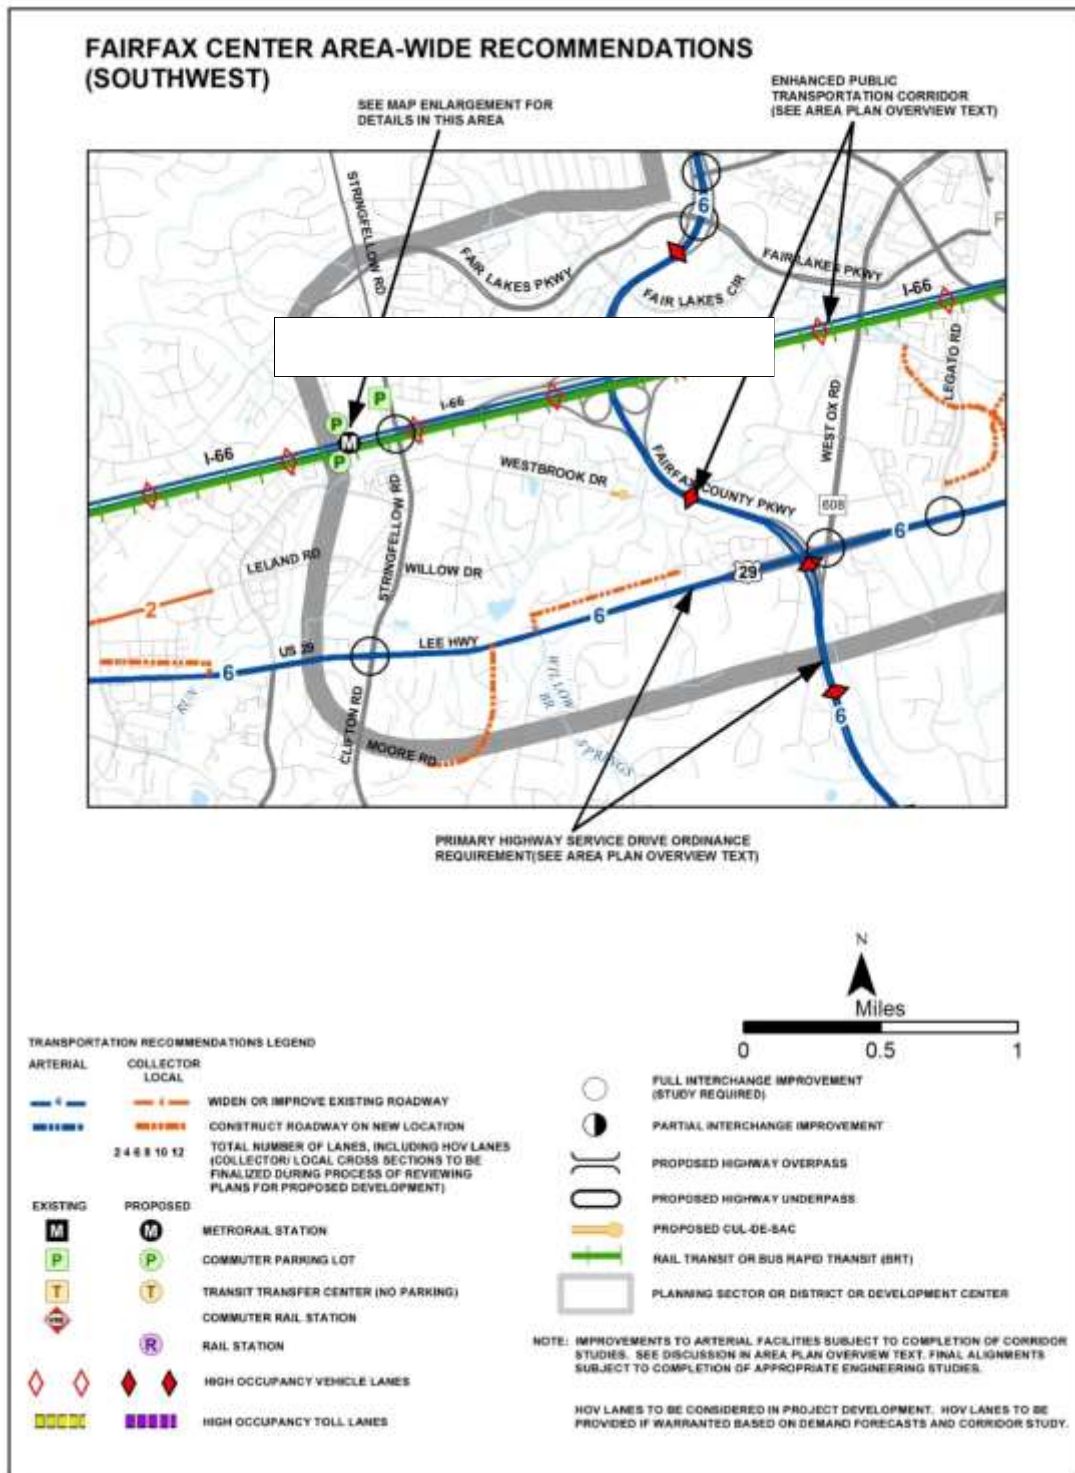 FAIRFAX CENTER AREA-WIDE RECOMMENDATIONS
(SOUTHWEST)
SEE MAP ENLARGEMENT FOR
DETAILS IN THIS AREA
ENHANCED PUBLIC
TRANSPORTATION CORRIDOR
(SEE AREA PLAN OVERVIEW TEXT)
STRINGFELLOW RD
6
FAIR LAKES PKWY
FAIR LAKES PKWY
FAIR LAKES CIR
I-66
LEGATO RD
P
I-66
P
M
P
I-66
WEST OX RD
WESTBROOK DR
FAIRFAX COUNTY PKWY
608
6
STRINGFELLOW RD
LELAND RD
WILLOW DR
29
2
6
LEE HWY
US 29
6
RUN
WILLOW
BR
SPRINGS
CLIFTON RD
MOORE RD
6
PRIMARY HIGHWAY SERVICE DRIVE ORDINANCE
REQUIREMENT(SEE AREA PLAN OVERVIEW TEXT)
N
Miles
0 0.5 1
TRANSPORTATION RECOMMENDATIONS LEGEND
ARTERIAL COLLECTOR
LOCAL
WIDEN OR IMPROVE EXISTING ROADWAY
CONSTRUCT ROADWAY ON NEW LOCATION
2 4 6 8 10 12 TOTAL NUMBER OF LANES, INCLUDING HOV LANES
(COLLECTOR/ LOCAL CROSS SECTIONS TO BE
FINALIZED DURING PROCESS OF REVIEWING
PLANS FOR PROPOSED DEVELOPMENT)
EXISTING PROPOSED
M M METRORAIL STATION
P P COMMUTER PARKING LOT
T T TRANSIT TRANSFER CENTER (NO PARKING)
VRE COMMUTER RAIL STATION
R RAIL STATION
HIGH OCCUPANCY VEHICLE LANES
HIGH OCCUPANCY TOLL LANES
FULL INTERCHANGE IMPROVEMENT
(STUDY REQUIRED)
PARTIAL INTERCHANGE IMPROVEMENT
PROPOSED HIGHWAY OVERPASS
PROPOSED HIGHWAY UNDERPASS
PROPOSED CUL-DE-SAC
RAIL TRANSIT OR BUS RAPID TRANSIT (BRT)
PLANNING SECTOR OR DISTRICT OR DEVELOPMENT CENTER
NOTE: IMPROVEMENTS TO ARTERIAL FACILITIES SUBJECT TO COMPLETION OF CORRIDOR
STUDIES. SEE DISCUSSION IN AREA PLAN OVERVIEW TEXT. FINAL ALIGNMENTS
SUBJECT TO COMPLETION OF APPROPRIATE ENGINEERING STUDIES.
HOV LANES TO BE CONSIDERED IN PROJECT DEVELOPMENT. HOV LANES TO BE
PROVIDED IF WARRANTED BASED ON DEMAND FORECASTS AND CORRIDOR STUDY.